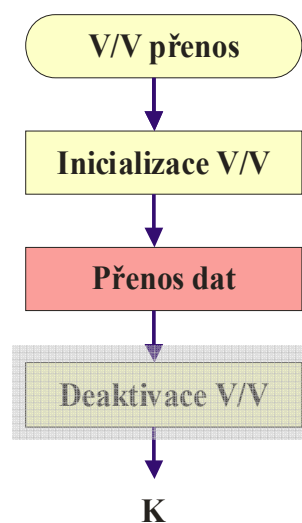 V/V přenos
Inicializace V/V
Přenos dat
Deaktivace V/V
K